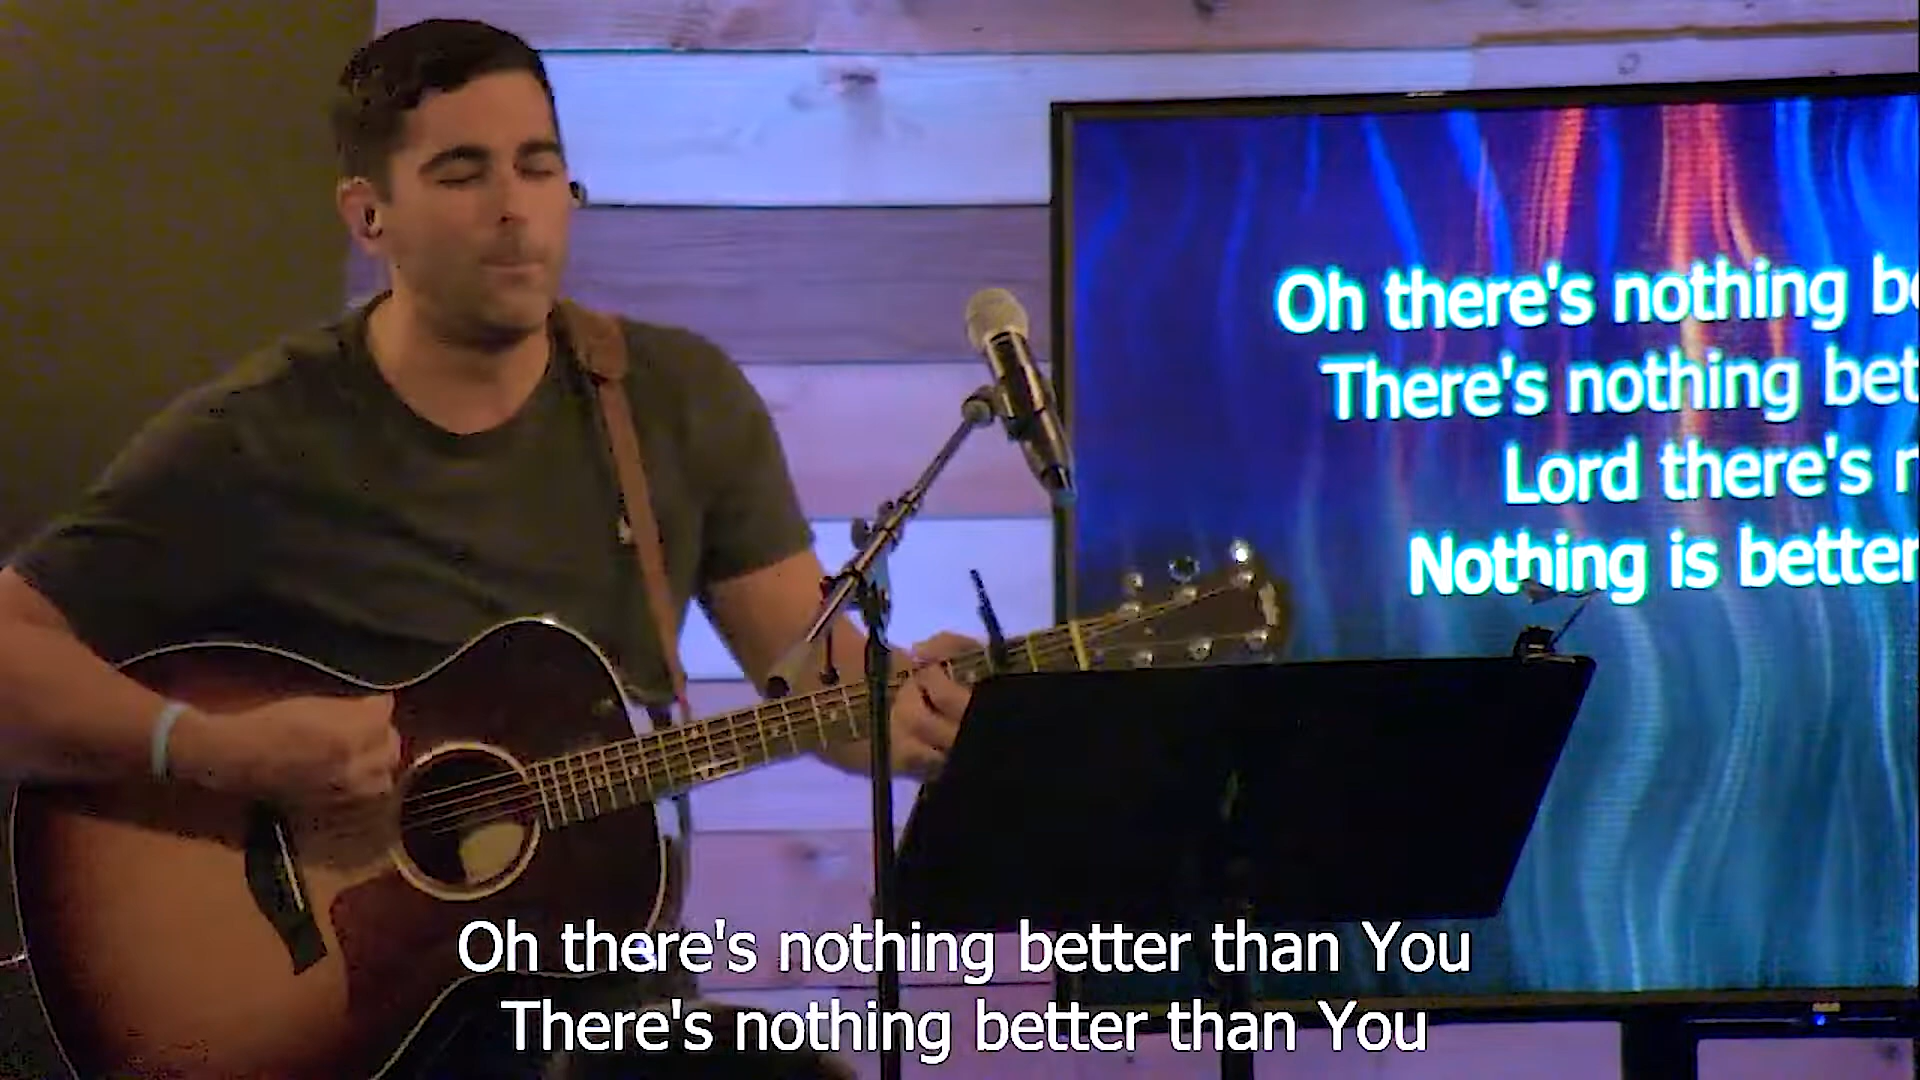 Oh there's nothing
There's nothing
Lord there's
Nothing is better
Oh there's nothing better than You
There's nothing better than You